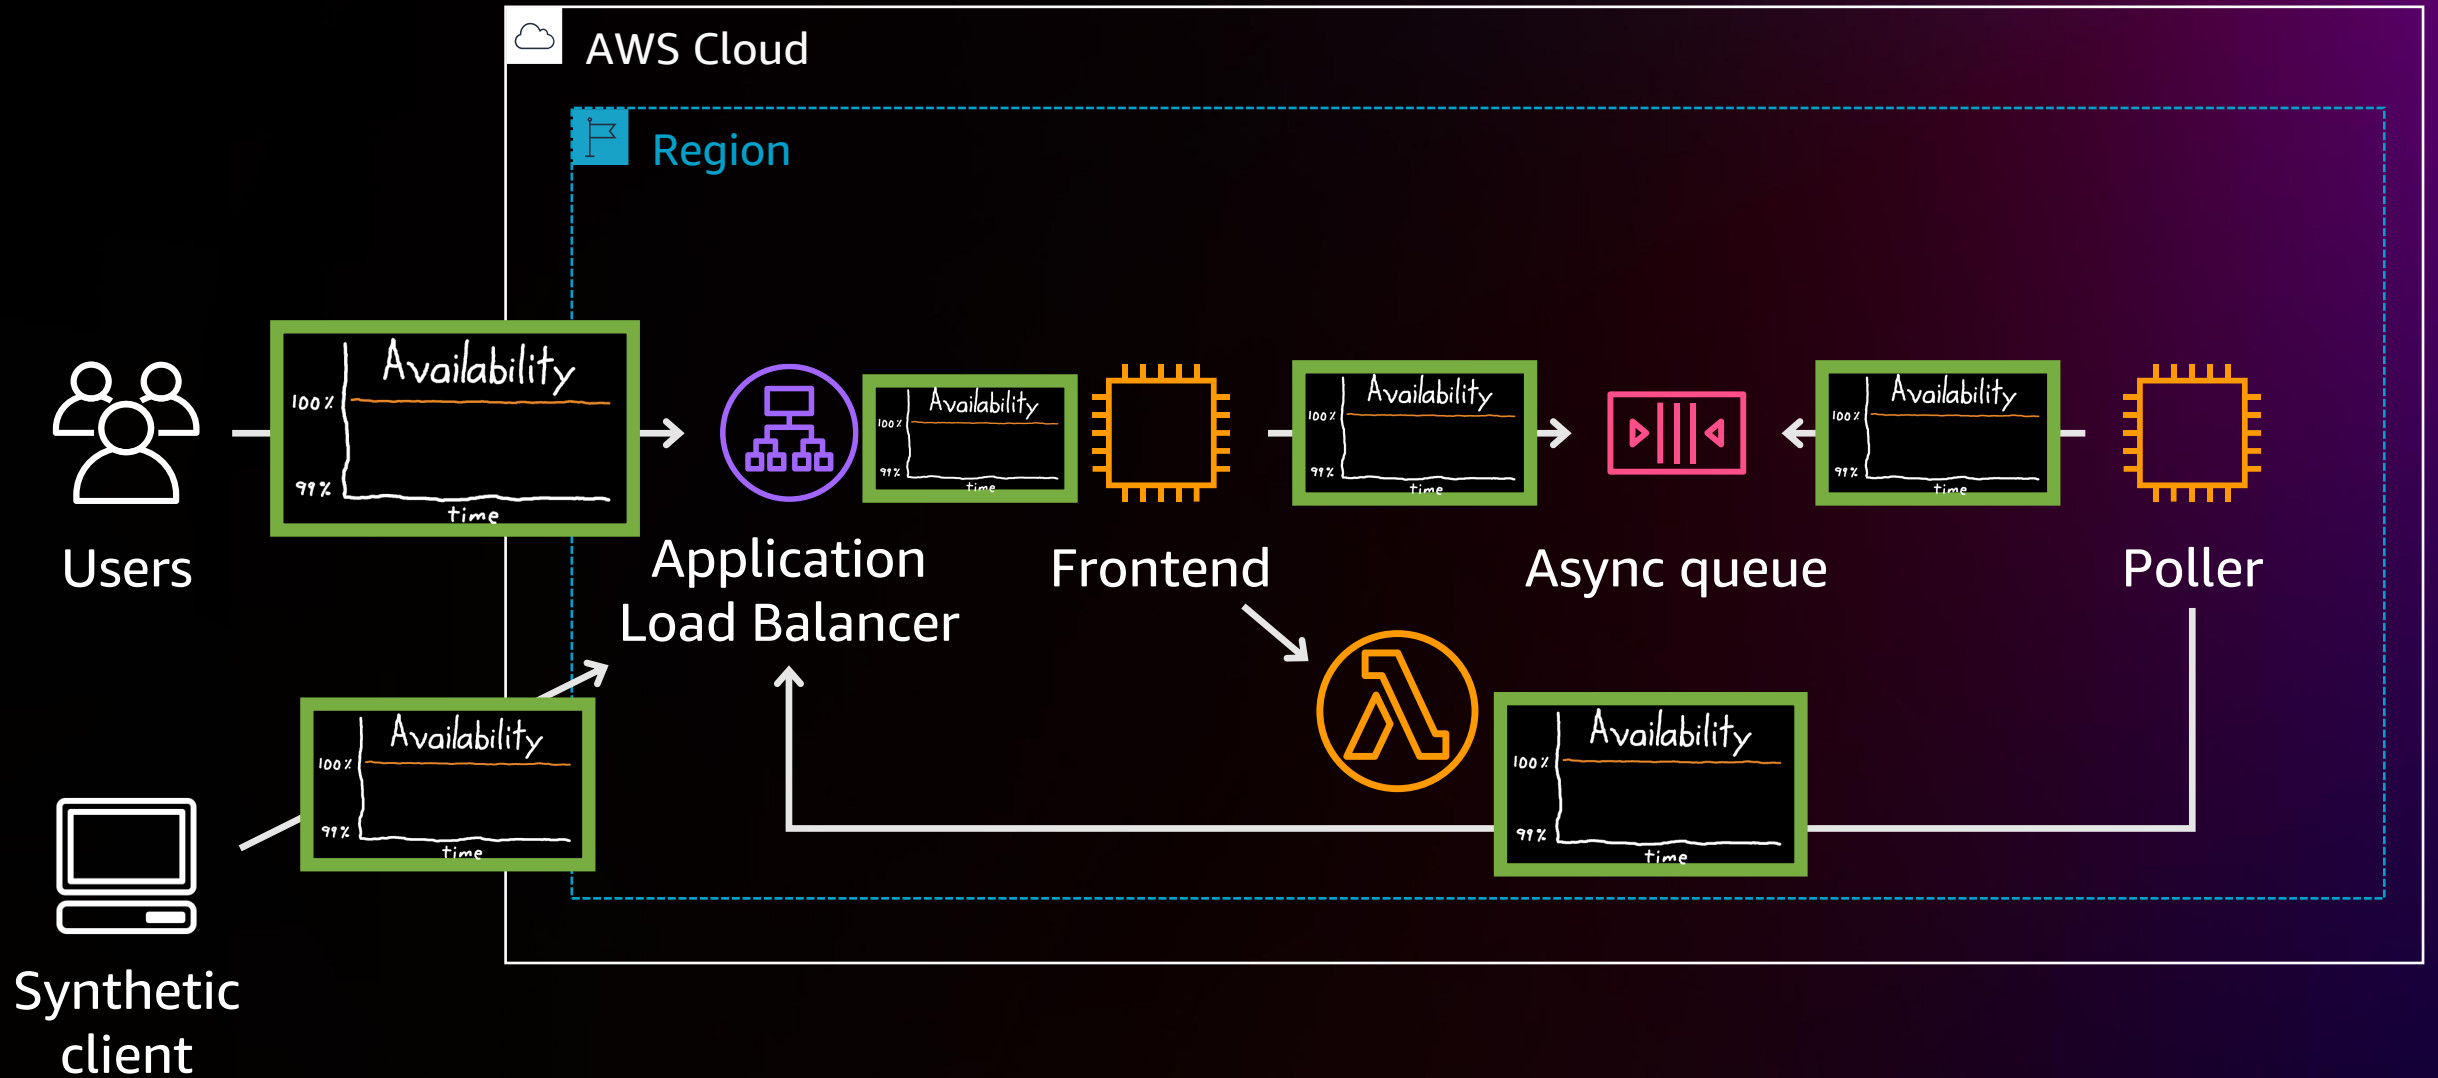 AWS Cloud
Region
Availability
100%
99%
time
Availability
100%
99%
time
Availability
100%
99%
time
Availability
100%
99%
time
Users
Application
Load Balancer
Frontend
Async queue
Poller
Availability
100%
99%
time
Availability
100%
99%
time
Synthetic
client